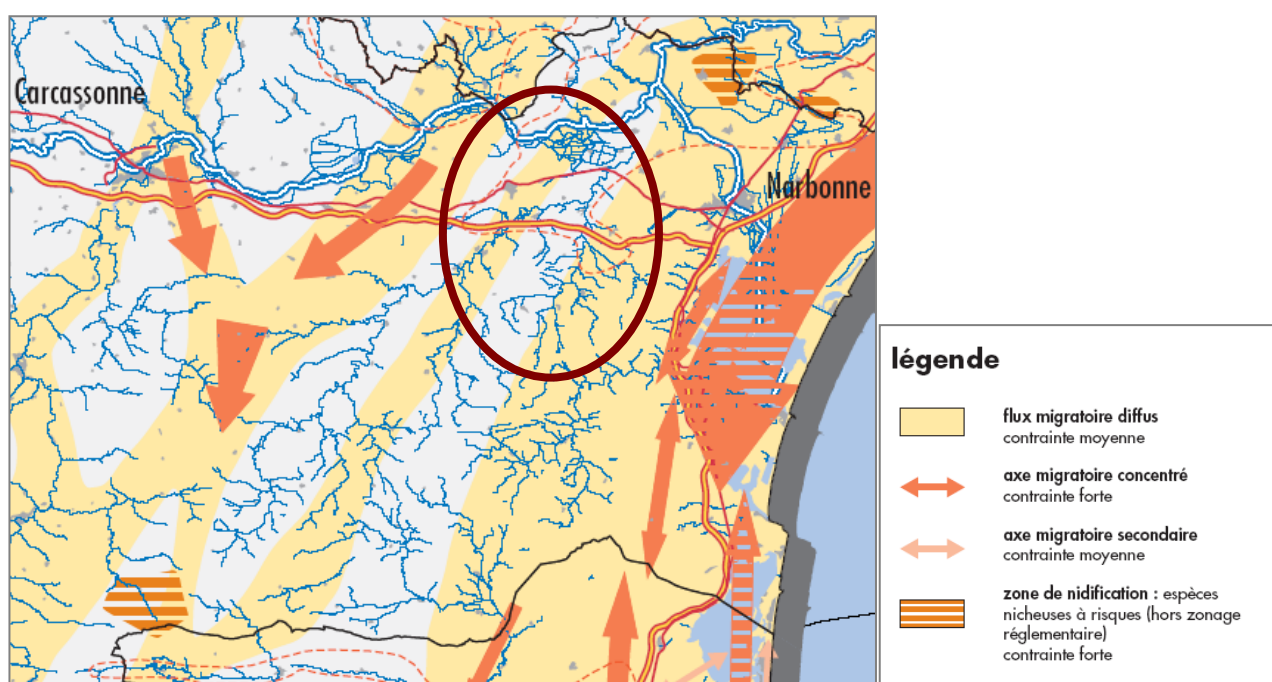 Carcassonne
Narbonne
légende
flux migratoire diffus
contrainte moyenne
axe migratoire concentré
contrainte forte
axe migratoire secondaire
contrainte moyenne
zone de nidification : espèces
nicheuses à risques (hors zonage
réglementaire)
contrainte forte